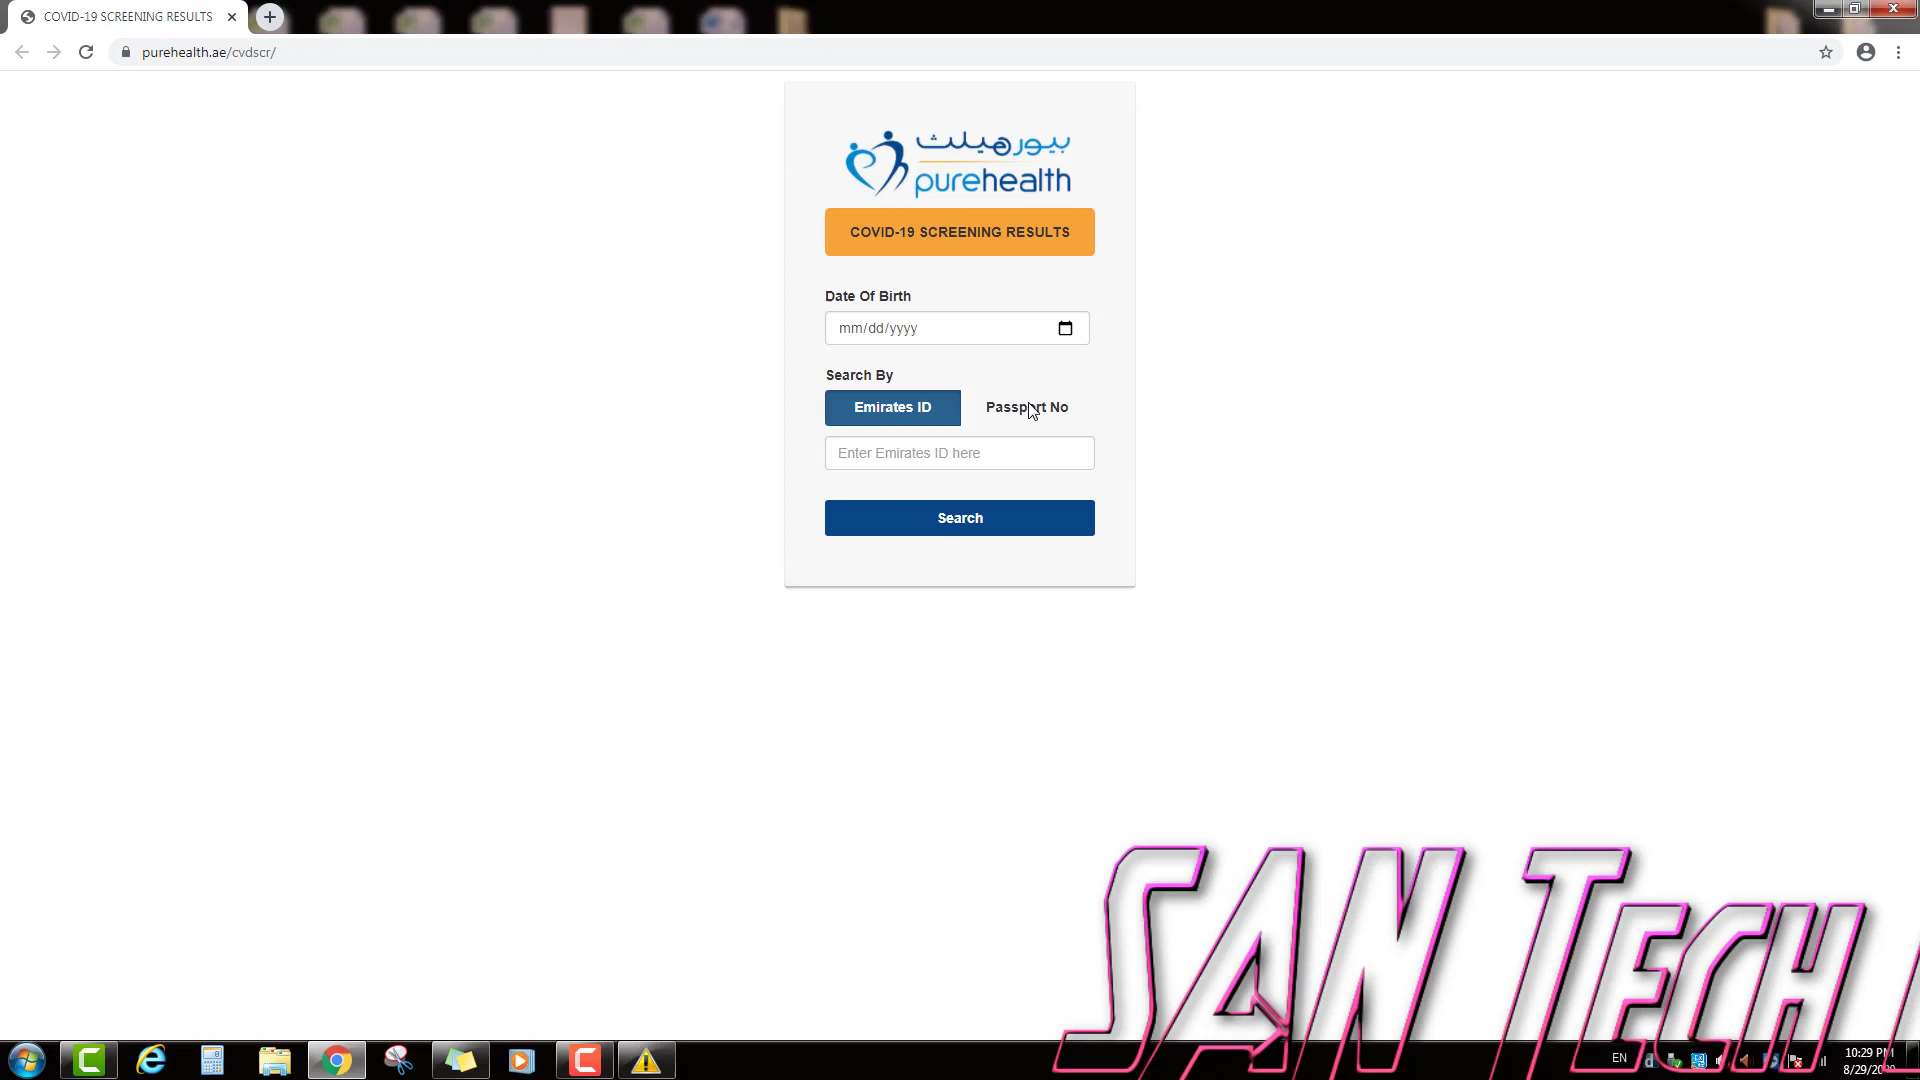 COVID-19 SCREENING RESULTS
purehealth.ae/cvdscr/
بيورهيلث
purehealth
COVID-19 SCREENING RESULTS
Date Of Birth
mm/dd/yyyy
Search By
Emirates ID
Passport No
Enter Emirates ID here
Search
SAN TECH
EN
10:29 PM